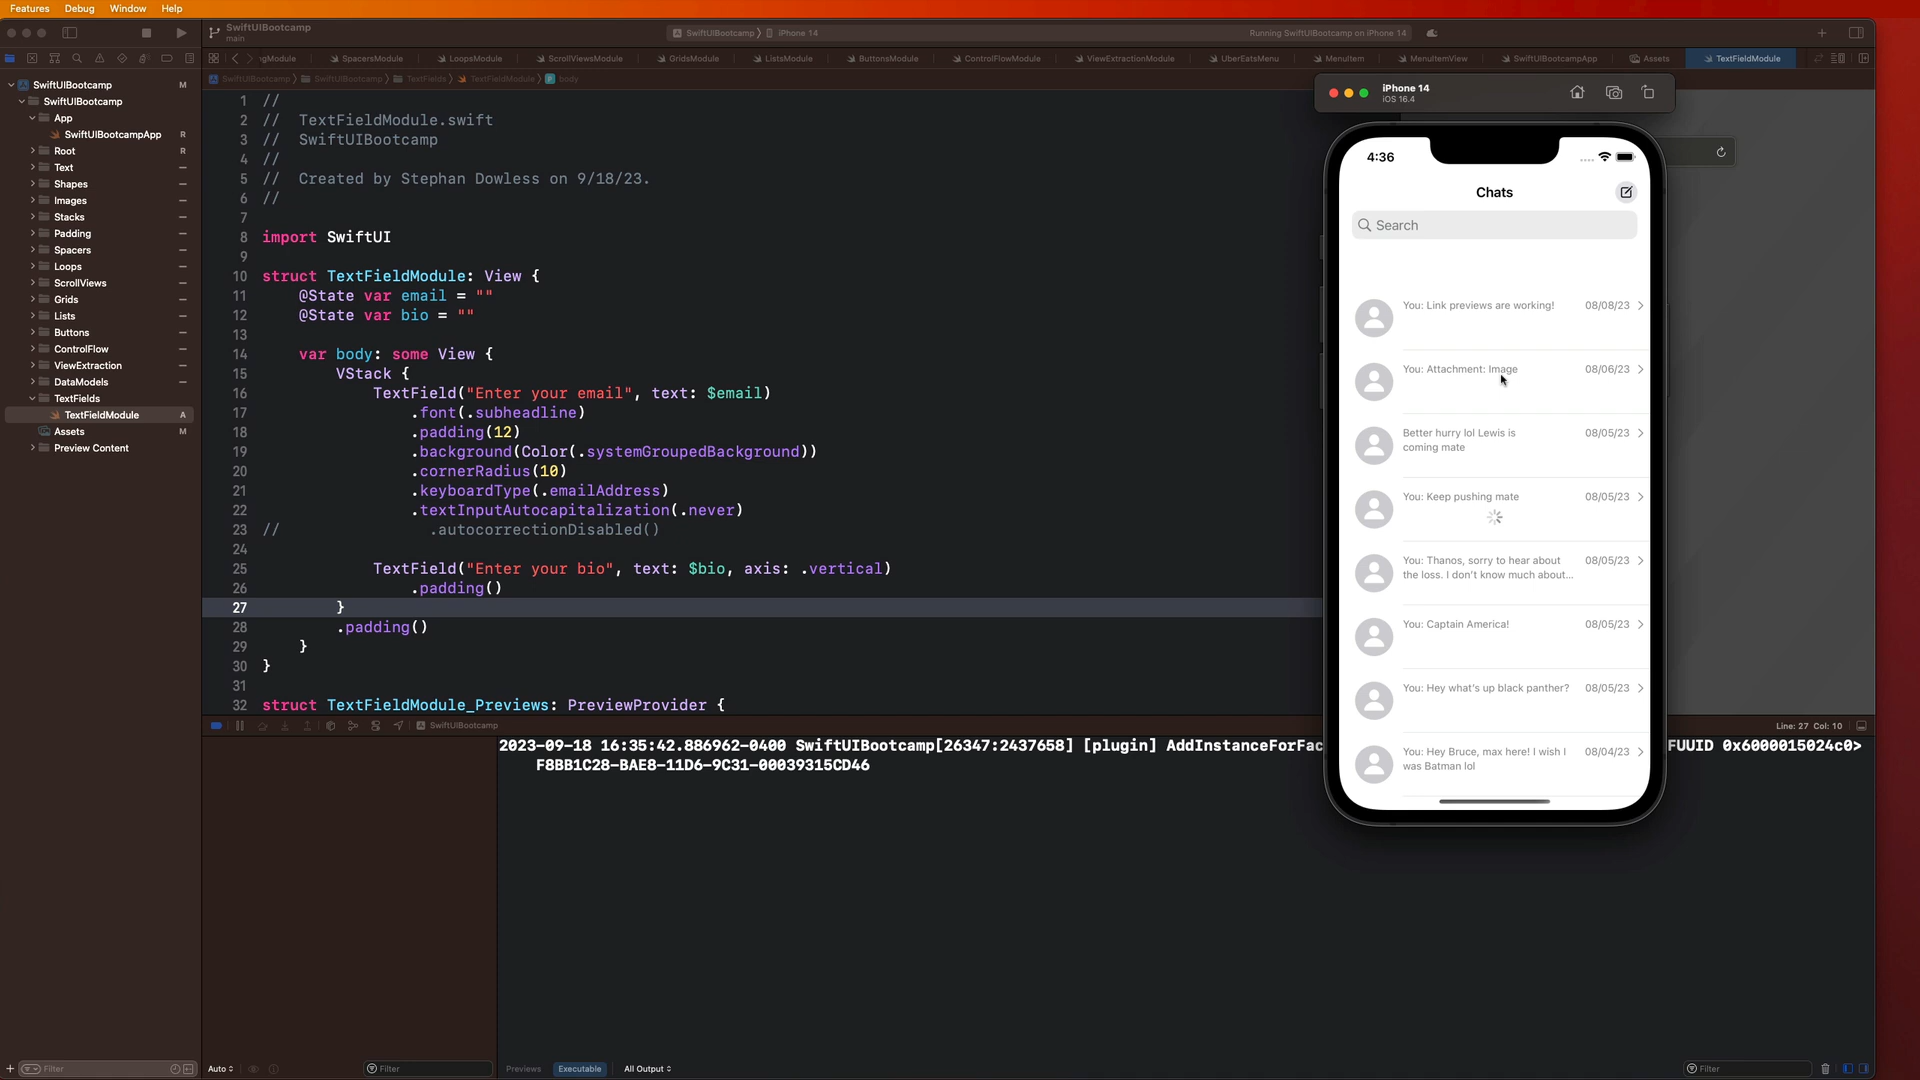 Features Debug Window Help
SwiftUIBootcamp
main
SwiftUIBootcamp iPhone 14
Running SwiftUIBootcamp on iPhone 14
ngModule SpacersModule LoopsModule ScrollViewsModule GridsModule ListsModule ButtonsModule ControlFlowModule ViewExtractionModule UberEatsMenu MenuItem MenuItemView SwiftUIBootcampApp Assets TextFieldModule
SwiftUIBootcamp SwiftUIBootcamp TextFields TextFieldModule body
SwiftUIBootcamp M
SwiftUIBootcamp
App
SwiftUIBootcampApp R
Root R
Text
Shapes
Images
Stacks
Padding
Spacers
Loops
ScrollViews
Grids
Lists
Buttons
ControlFlow
ViewExtraction
DataModels
TextFields
TextFieldModule A
Assets M
Preview Content
Filter
1 //
2 // TextFieldModule.swift
3 // SwiftUIBootcamp
4 //
5 // Created by Stephan Dowless on 9/18/23.
6 //
7
8 import SwiftUI
9
10 struct TextFieldModule: View {
11 @State var email = ""
12 @State var bio = ""
13
14 var body: some View {
15 VStack {
16 TextField("Enter your email", text: $email)
17 .font(.subheadline)
18 .padding(12)
19 .background(Color(.systemGroupedBackground))
20 .cornerRadius(10)
21 .keyboardType(.emailAddress)
22 .textInputAutocapitalization(.never)
23 // .autocorrectionDisabled()
24
25 TextField("Enter your bio", text: $bio, axis: .vertical)
26 .padding()
27 }
28 .padding()
29 }
30 }
31
32 struct TextFieldModule_Previews: PreviewProvider {
SwiftUIBootcamp
Line: 27 Col: 10
2023-09-18 16:35:42.886962-0400 SwiftUIBootcamp[26347:2437658] [plugin] AddInstanceForFac
FUUID 0x6000015024c0>
F8BB1C28-BAE8-11D6-9C31-00039315CD46
Auto
Filter
Previews Executable All Output
Filter
iPhone 14
iOS 16.4
4:36
Chats
Search
You: Link previews are working! 08/08/23
You: Attachment: Image 08/06/23
Better hurry lol Lewis is 08/05/23
coming mate
You: Keep pushing mate 08/05/23
You: Thanos, sorry to hear about 08/05/23
the loss. I don't know much about...
You: Captain America! 08/05/23
You: Hey what's up black panther? 08/05/23
You: Hey Bruce, max here! I wish I 08/04/23
was Batman lol